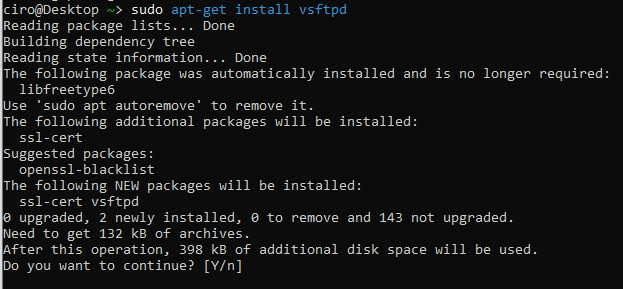 ciro@Desktop ~> sudo apt-get install vsftpd
Reading package lists... Done
Building dependency tree
Reading state information... Done
The following package was automatically installed and is no longer required:
  libfreetype6
Use 'sudo apt autoremove' to remove it.
The following additional packages will be installed:
  ssl-cert
Suggested packages:
  openssl-blacklist
The following NEW packages will be installed:
  ssl-cert vsftpd
0 upgraded, 2 newly installed, 0 to remove and 143 not upgraded.
Need to get 132 kB of archives.
After this operation, 398 kB of additional disk space will be used.
Do you want to continue? [Y/n]